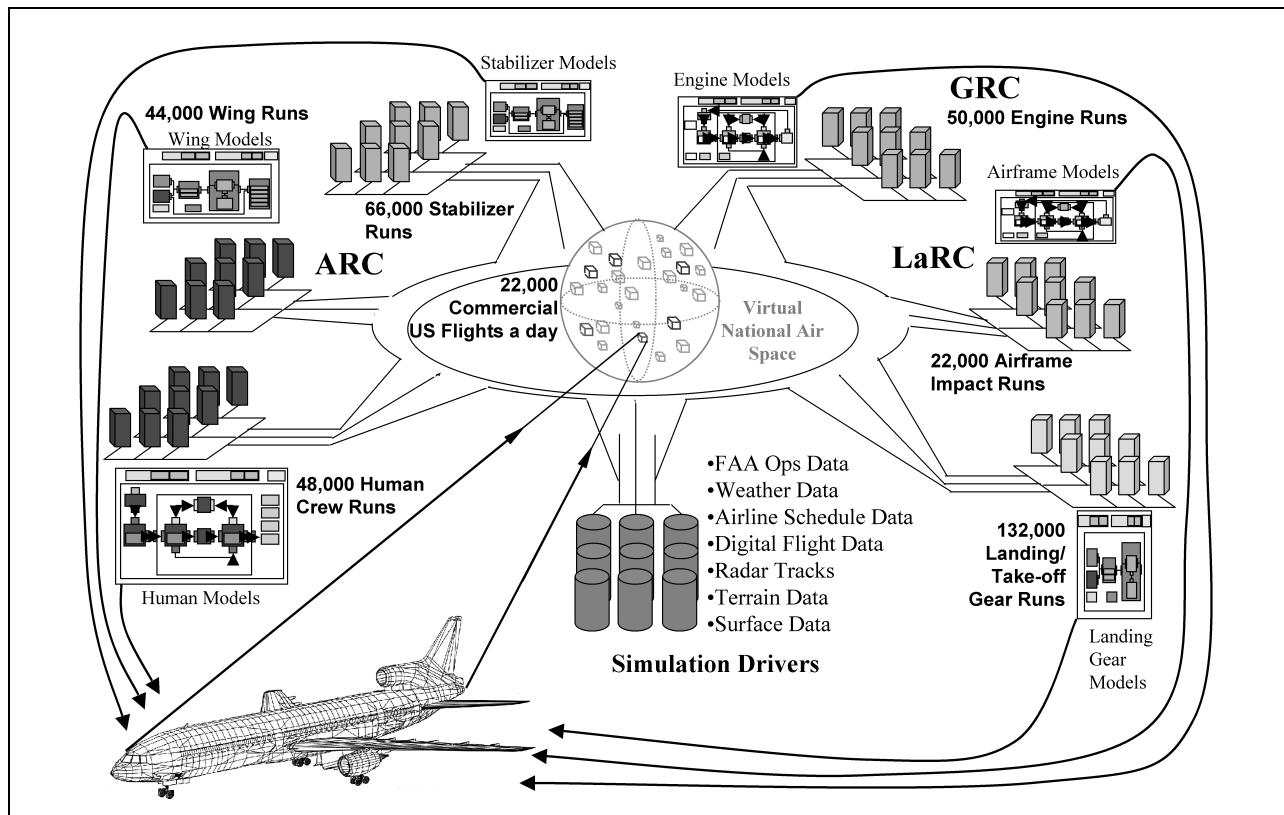 Stabilizer Models
44,000 Wing Runs
Wing Models
66,000 Stabilizer
Runs
ARC
Engine Models
GRC
50,000 Engine Runs
Airframe Models
LaRC
22,000
Commercial
US Flights a day
Virtual
National Air
Space
22,000 Airframe
Impact Runs
48,000 Human
Crew Runs
Human Models
•FAA Ops Data
•Weather Data
•Airline Schedule Data
•Digital Flight Data
•Radar Tracks
•Terrain Data
•Surface Data
Simulation Drivers
132,000
Landing/
Take-off
Gear Runs
Landing
Gear
Models